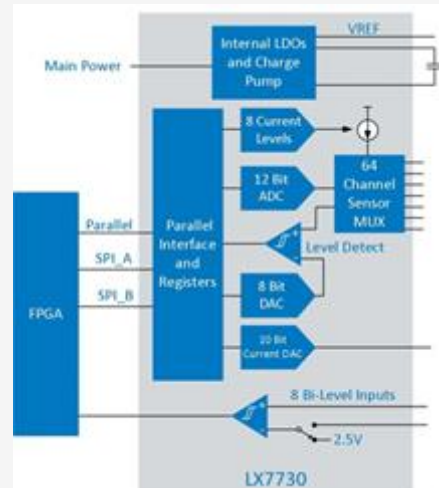 VREF
Internal LDOs
and Charge
Pump
Main Power
8 Current
Levels
64
Channel
Sensor
MUX
12 Bit
ADC
Parallel
Parallel
Interface
and
Registers
Level Detect
SPI_A
SPI_B
8 Bit
DAC
FPGA
10 Bit
Current DAC
8 Bi-Level Inputs
2.5V
LX7730